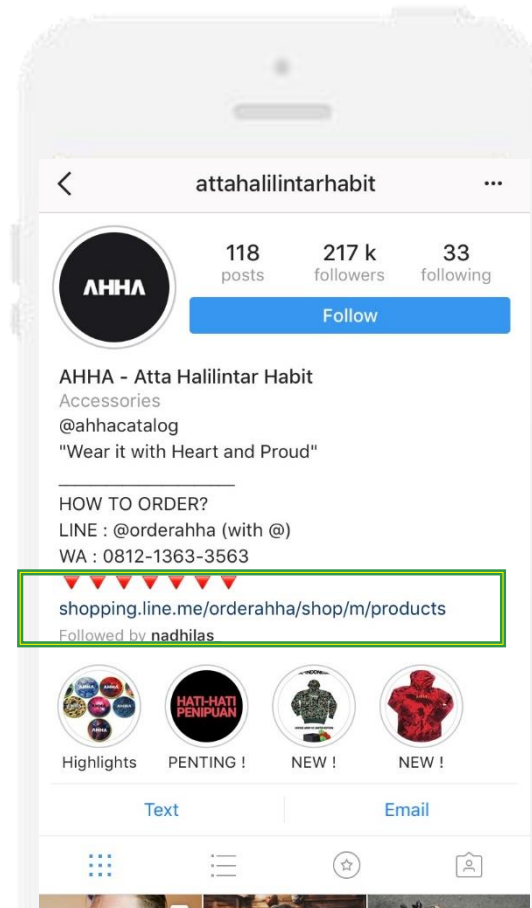 attahalilintarhabit
118 217 k 33
posts followers following
AHHA
Follow
AHHA - Atta Halilintar Habit
Accessories
@ahhacatalog
"Wear it with Heart and Proud"
HOW TO ORDER?
LINE : @orderahha (with @)
WA : 0812-1363-3563
shopping.line.me/orderahha/shop/m/products
Followed by nadhilas_
HATI-HATI
PENIPUAN
Highlights PENTING ! NEW ! NEW !
Text Email